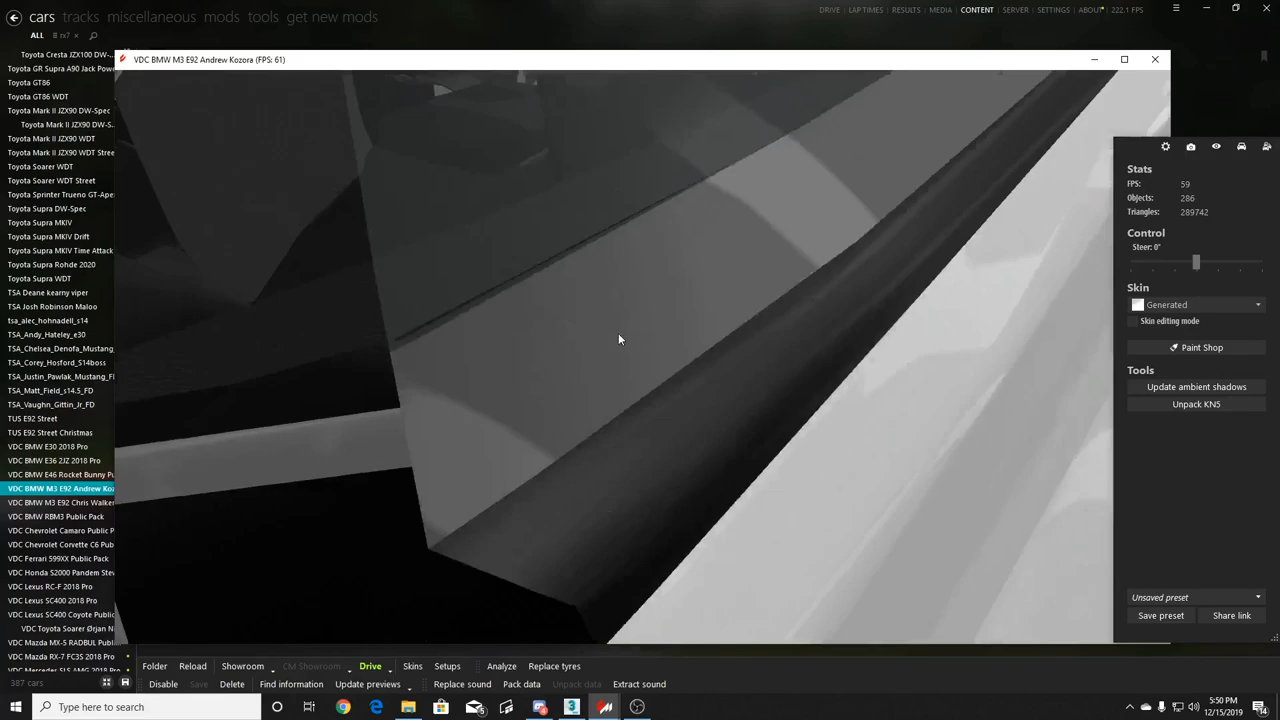 cars tracks miscellaneous mods tools get new mods
DRIVE LAP TIMES RESULTS MEDIA CONTENT SERVER SETTINGS ABOUT 222.1 FPS
ALL rx7
Toyota Cresta JZX100 DW-..
Toyota GR Supra A90 Jack Powe
Toyota GT86
Toyota GT86 WDT
Toyota Mark II JZX90 DW-Spec
Toyota Mark II JZX90 DW-S..
Toyota Mark II JZX90 WDT
Toyota Mark II JZX90 WDT Stree
Toyota Soarer WDT
Toyota Soarer WDT Street
Toyota Sprinter Trueno GT-Ape
Toyota Supra DW-Spec
Toyota Supra MKIV
Toyota Supra MKIV Drift
Toyota Supra MKIV Time Attack
Toyota Supra Rohde 2020
Toyota Supra WDT
TSA Deane kearny viper
TSA Josh Robinson Maloo
tsa_alec_hohnadell_s14
TSA_Andy_Hateley_e30
TSA_Chelsea_Denofa_Mustang_
TSA_Corey_Hosford_S14boss
TSA_Justin_Pawlak_Mustang_F
TSA_Matt_Field_s14.5_FD
TSA_Vaughn_Gittin_Jr_FD
TUS E92 Street
TUS E92 Street Christmas
VDC BMW E30 2018 Pro
VDC BMW E36 2JZ 2018 Pro
VDC BMW E46 Rocket Bunny Pu
VDC BMW M3 E92 Andrew Koz
VDC BMW M3 E92 Chris Walker
VDC BMW RBM3 Public Pack
VDC Chevrolet Camaro Public P
VDC Chevrolet Corvette C6 Pub
VDC Ferrari 599XX Public Pack
VDC Honda S2000 Pandem Stev
VDC Lexus RC-F 2018 Pro
VDC Lexus SC400 2018 Pro
VDC Lexus SC400 Coyote Public
VDC Toyota Soarer Ørjan N
VDC Mazda MX-5 RADBUL Publ
VDC Mazda RX-7 FC3S 2018 Pro
VDC Mercedes SLS AMG 2018 Pro
387 cars
VDC BMW M3 E92 Andrew Kozora (FPS: 61)
Stats
FPS: 59
Objects: 286
Triangles: 289742
Control
Steer: 0°
Skin
Generated
Skin editing mode
Paint Shop
Tools
Update ambient shadows
Unpack KN5
Unsaved preset
Save preset Share link
Folder Reload Showroom CM Showroom Drive Skins Setups Analyze Replace tyres
Disable Save Delete Find information Update previews Replace sound Pack data Unpack data Extract sound
Type here to search
5:50 PM
12/15/2019